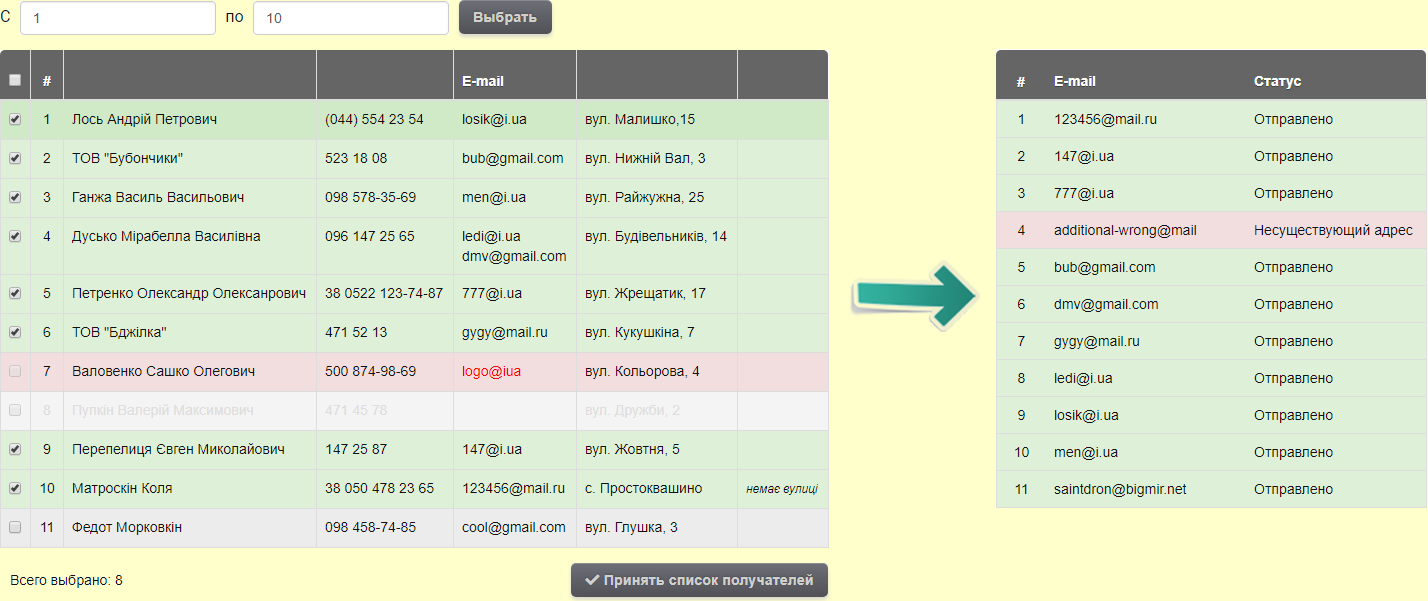 С 1 по 10 Выбрать
# E-mail
1 Лось Андрій Петрович (044) 554 23 54 losik@i.ua вул. Малишко,15
2 ТОВ "Бубончики" 523 18 08 bub@gmail.com вул. Нижній Вал, 3
3 Ганжа Василь Васильович 098 578-35-69 men@i.ua вул. Райжужна, 25
4 Дусько Мірабелла Василівна 096 147 25 65 ledi@i.ua вул. Будівельників, 14
dmv@gmail.com
5 Петренко Олександр Олексанрович 38 0522 123-74-87 777@i.ua вул. Жрещатик, 17
6 ТОВ "Бджілка" 471 52 13 gygy@mail.ru вул. Кукушкіна, 7
7 Валовенко Сашко Олегович 500 874-98-69 logo@iua вул. Кольорова, 4
8 Пупкін Валерій Максимович 471 45 78 вул. Дружби, 2
9 Перепелиця Євген Миколайович 147 25 87 147@i.ua вул. Жовтня, 5
10 Матроскін Коля 38 050 478 23 65 123456@mail.ru с. Простоквашино немає вулиці
11 Федот Морковкін 098 458-74-85 cool@gmail.com вул. Глушка, 3
Всего выбрано: 8 Принять список получателей
# E-mail Статус
1 123456@mail.ru Отправлено
2 147@i.ua Отправлено
3 777@i.ua Отправлено
4 additional-wrong@mail Несуществующий адрес
5 bub@gmail.com Отправлено
6 dmv@gmail.com Отправлено
7 gygy@mail.ru Отправлено
8 ledi@i.ua Отправлено
9 losik@i.ua Отправлено
10 men@i.ua Отправлено
11 saintdron@bigmir.net Отправлено